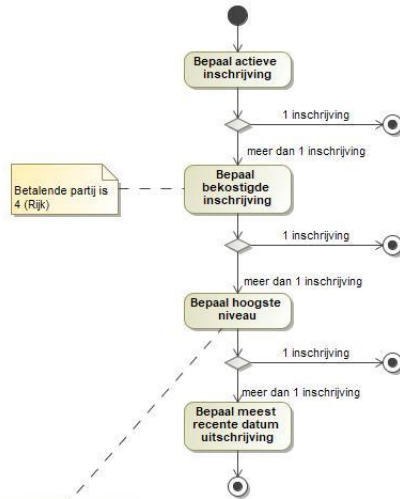 Bepaal actieve
inschrijving
1 inschrijving
meer dan 1 inschrijving
Betalende partij is
4 (Rijk)
Bepaal
bekostigde
inschrijving
1 inschrijving
meer dan 1 inschrijving
Bepaal hoogste
niveau
1 inschrijving
meer dan 1 inschrijving
Bepaal meest
recente datum
uitschrijving